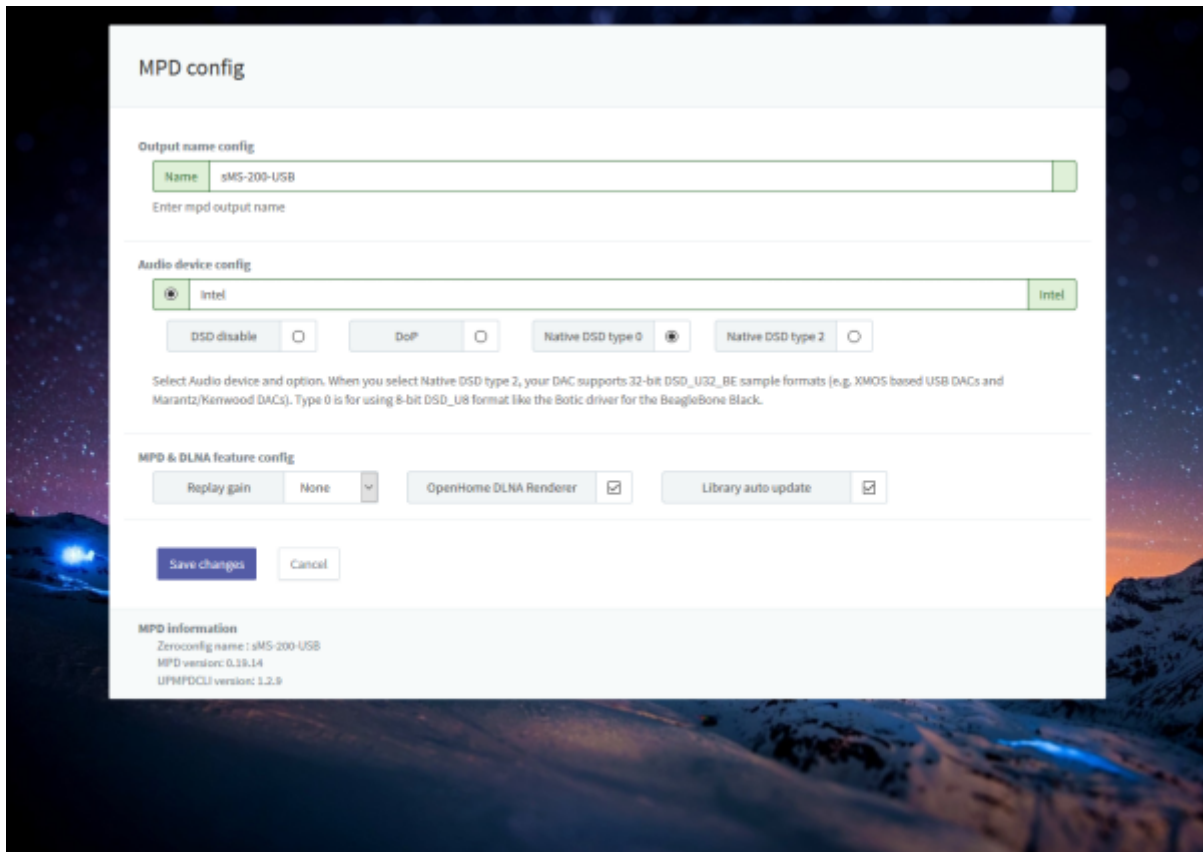 MPD config
Output name config
Name sMS-200-USB
Enter mpd output name
Audio device config
Intel Intel
DSD disable DoP Native DSD type 0 Native DSD type 2
Select Audio device and option. When you select Native DSD type 2, your DAC supports 32-bit DSD_U32_BE sample formats (e.g. XMOS based USB DACs and
Marantz/Kenwood DACs). Type 0 is for using 8-bit DSD_U8 format like the Botic driver for the BeagleBone Black.
MPD & DLNA feature config
Replay gain None OpenHome DLNA Renderer Library auto update
Save changes Cancel
MPD information
Zeroconfig name : sMS-200-USB
MPD version: 0.19.14
UPMPDCLI version: 1.2.9